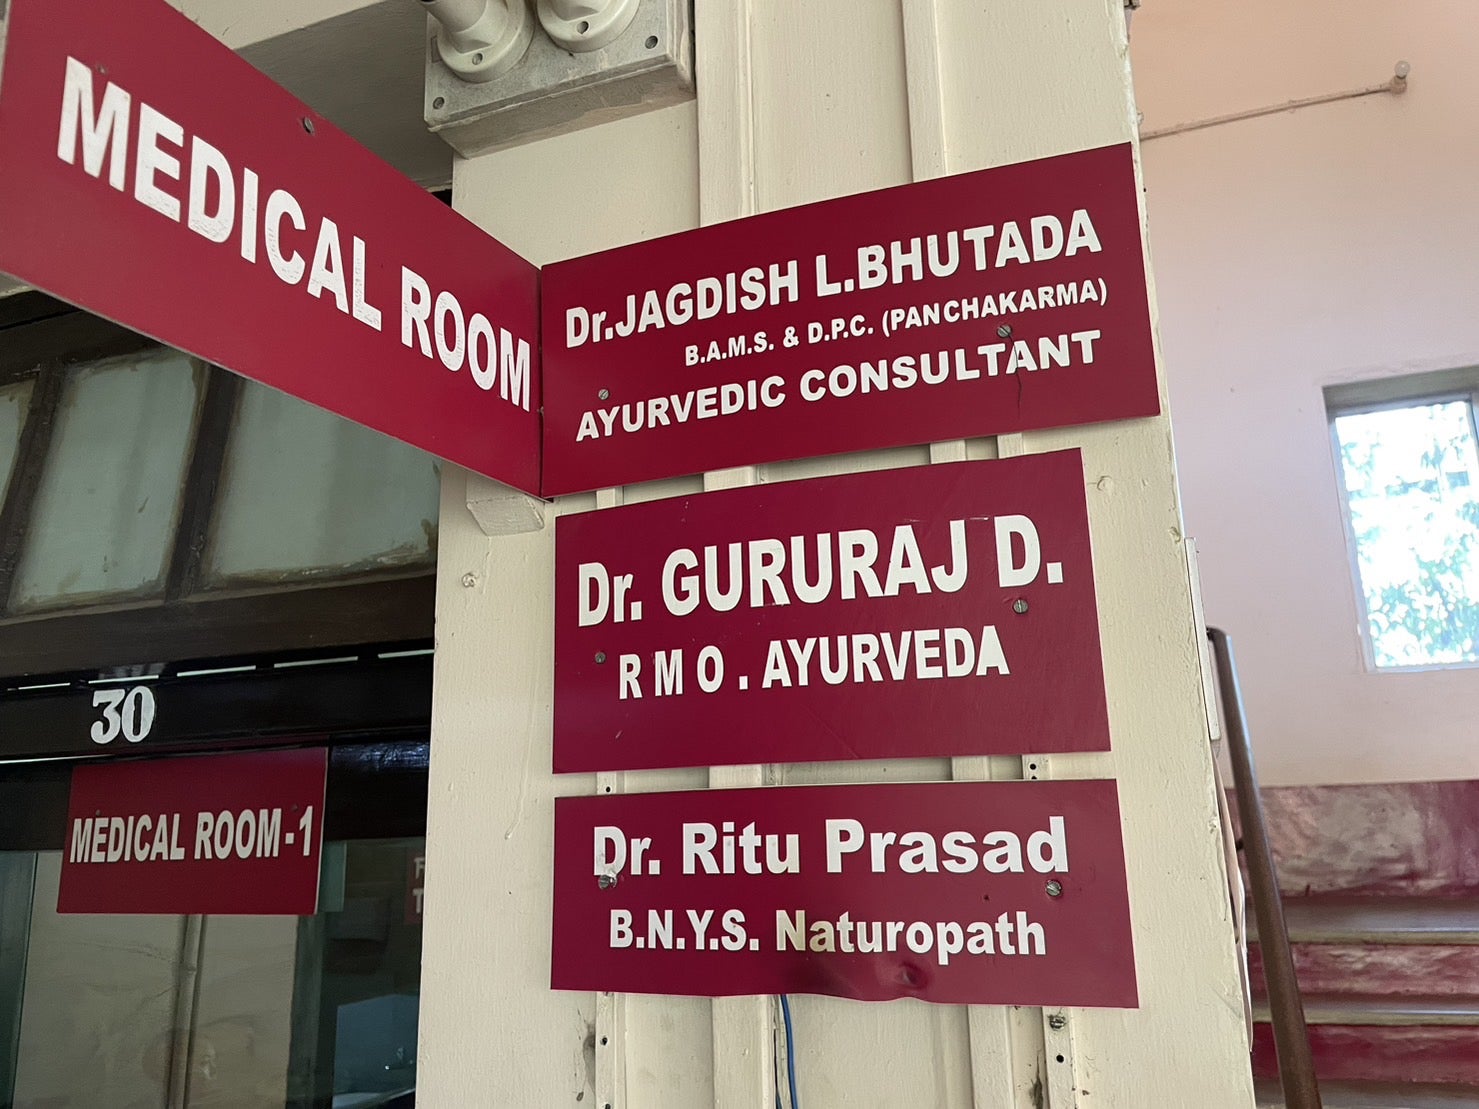 MEDICAL ROOM
Dr.JAGDISH L.BHUTADA
B.A.M.S. & D.P.C. (PANCHAKARMA)
AYURVEDIC CONSULTANT
Dr. GURURAJ D.
R M O . AYURVEDA
Dr. Ritu Prasad
B.N.Y.S. Naturopath
30
MEDICAL ROOM-1